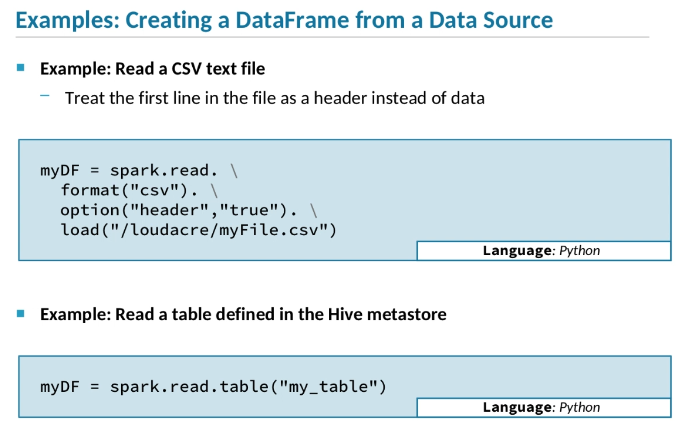 Examples: Creating a DataFrame from a Data Source
Example: Read a CSV text file
– Treat the first line in the file as a header instead of data
myDF = spark.read. \
format("csv"). \
option("header","true"). \
load("/loudacre/myFile.csv")
Language: Python
Example: Read a table defined in the Hive metastore
myDF = spark.read.table("my_table")
Language: Python